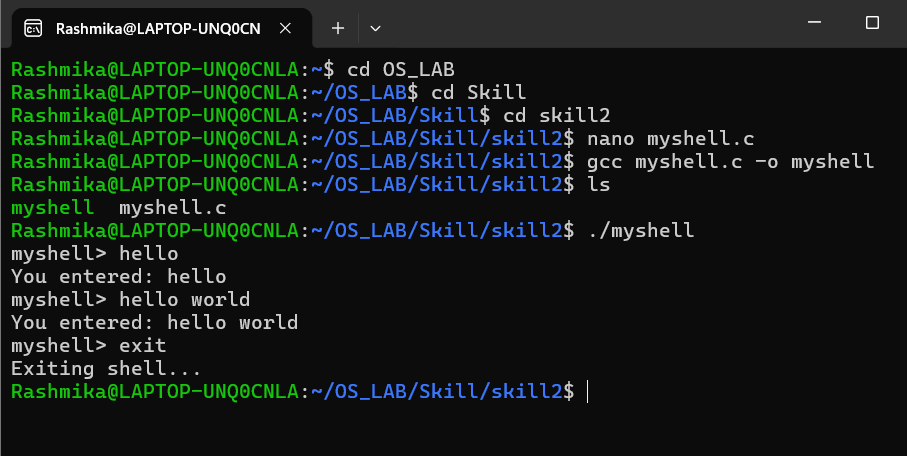 Rashmika@LAPTOP-UNQ0CN
Rashmika@LAPTOP-UNQ0CNLA:~$ cd OS_LAB
Rashmika@LAPTOP-UNQ0CNLA:~/OS_LAB$ cd Skill
Rashmika@LAPTOP-UNQ0CNLA:~/OS_LAB/Skill$ cd skill2
Rashmika@LAPTOP-UNQ0CNLA:~/OS_LAB/Skill/skill2$ nano myshell.c
Rashmika@LAPTOP-UNQ0CNLA:~/OS_LAB/Skill/skill2$ gcc myshell.c -o myshell
Rashmika@LAPTOP-UNQ0CNLA:~/OS_LAB/Skill/skill2$ ls
myshell  myshell.c
Rashmika@LAPTOP-UNQ0CNLA:~/OS_LAB/Skill/skill2$ ./myshell
myshell> hello
You entered: hello
myshell> hello world
You entered: hello world
myshell> exit
Exiting shell...
Rashmika@LAPTOP-UNQ0CNLA:~/OS_LAB/Skill/skill2$